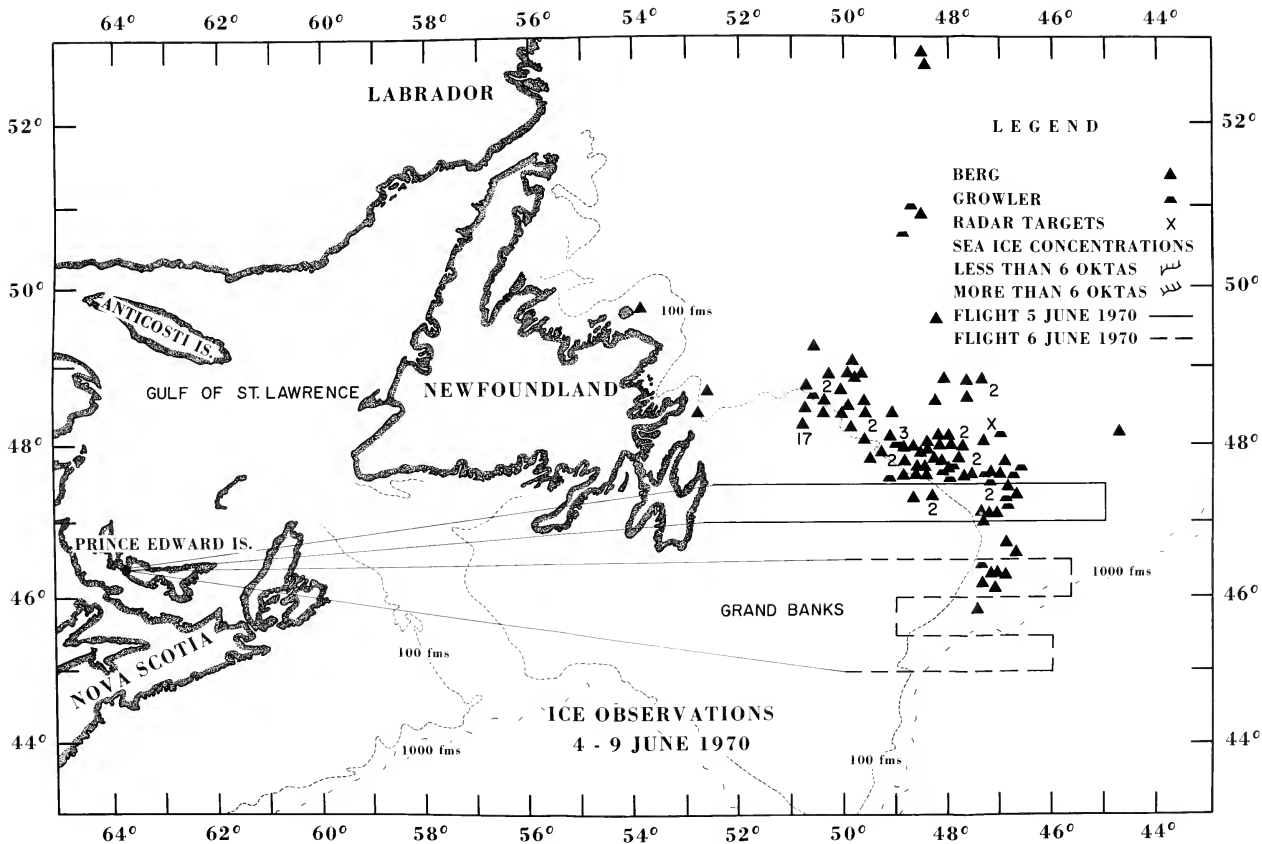 64° 62° 60° 58° 56° 54° 52° 50° 48° 46°
LABRADOR
52°
52°
LEGEND
BERG
GROWLER
RADAR TARGETS X
SEA ICE CONCENTRATIONS
LESS THAN 6 OKTAS
MORE THAN 6 OKTAS
FLIGHT 5 JUNE 1970
FLIGHT 6 JUNE 1970
50°
50°
ANTICOSTI IS.
100 fms
GULF OF ST. LAWRENCE
NEWFOUNDLAND
2
2
17
2
3
2
X
2
2
2
2
48°
48°
PRINCE EDWARD IS.
1000 fms
46°
46°
GRAND BANKS
NOVA SCOTIA
100 fms
ICE OBSERVATIONS
4 - 9 JUNE 1970
44°
44°
1000 fms
100 fms
64° 62° 60° 58° 56° 54° 52° 50° 48° 46°